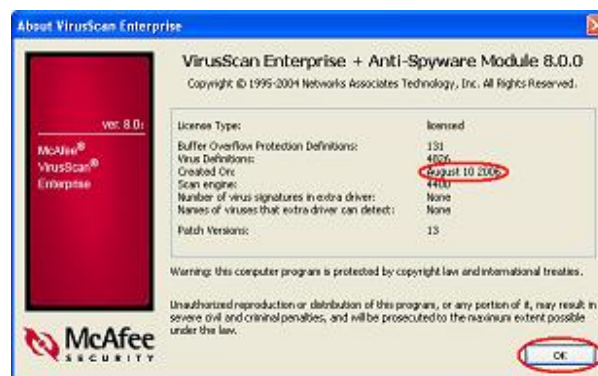 About VirusScan Enterprise
VirusScan Enterprise + Anti-Spyware Module 8.0.0
Copyright © 1995-2004 Networks Associates Technology, Inc. All Rights Reserved.
ver. 8.0i
McAfee®
VirusScan®
Enterprise
License Type: licensed
Buffer Overflow Protection Definitions: 131
Virus Definitions: 4826
Created On: August 10 2006
Scan engine: 4400
Number of virus signatures in extra driver: None
Names of viruses that extra driver can detect: None
Patch Versions: 13
Warning: this computer program is protected by copyright law and international treaties.
Unauthorized reproduction or distribution of this program, or any portion of it, may result in
severe civil and criminal penalties, and will be prosecuted to the maximum extent possible
under the law.
McAfee
SECURITY
OK